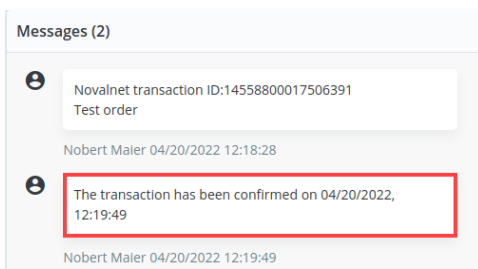 Messages (2)
Novalnet transaction ID:14558800017506391
Test order
Nobert Maier 04/20/2022 12:18:28
The transaction has been confirmed on 04/20/2022,
12:19:49
Nobert Maier 04/20/2022 12:19:49